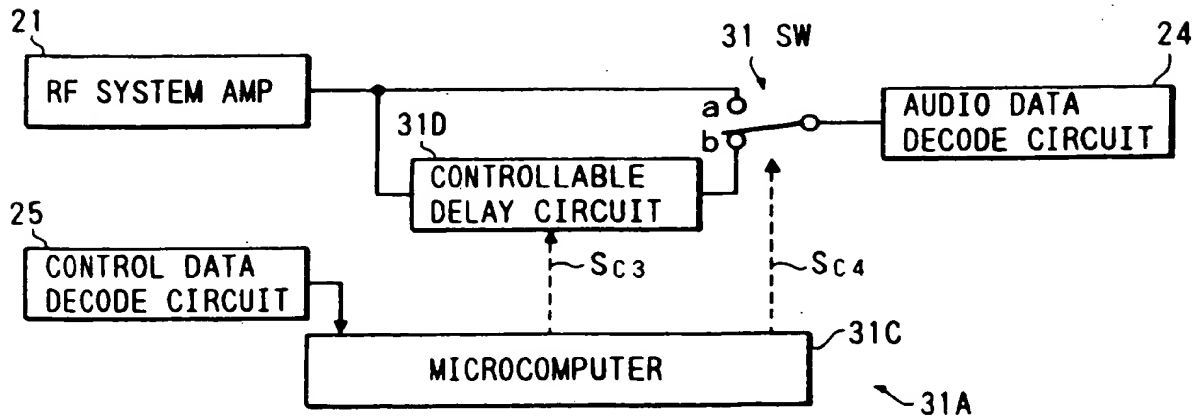 21
RF SYSTEM AMP
31 SW
a
b
24
AUDIO DATA
DECODE CIRCUIT
31D
CONTROLLABLE
DELAY CIRCUIT
25
CONTROL DATA
DECODE CIRCUIT
SC3
SC4
MICROCOMPUTER
31C
31A